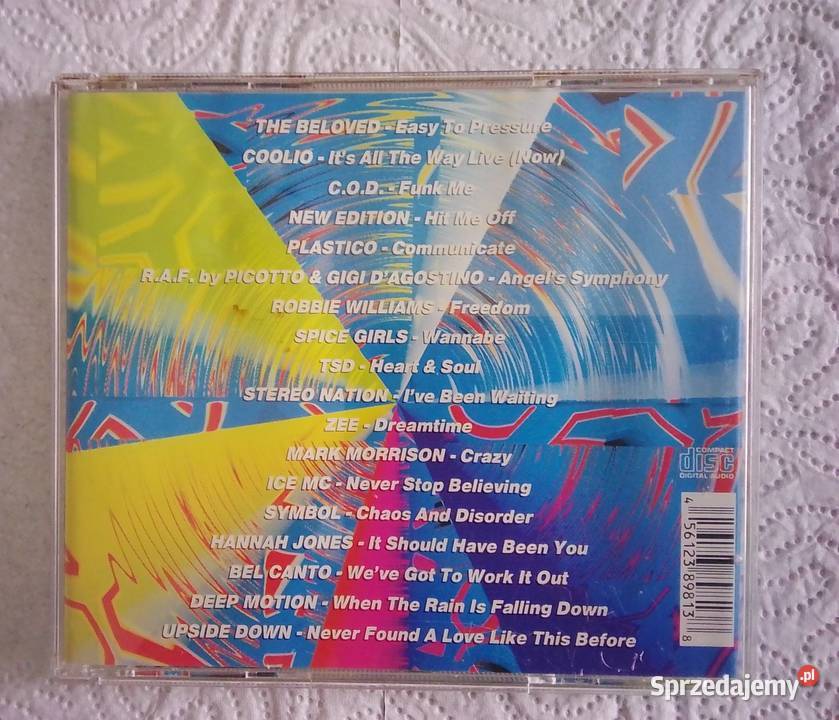 THE BELOVED - Easy To Pressure
COOLIO - It's All The Way Live (Now)
C.O.D. - Funk Me
NEW EDITION - Hit Me Off
PLASTICO - Communicate
R.A.F. by PICOTTO & GIGI D'AGOSTINO - Angel's Symphony
ROBBIE WILLIAMS - Freedom
SPICE GIRLS - Wannabe
TSD - Heart & Soul
STEREO NATION - I've Been Waiting
ZEE - Dreamtime
MARK MORRISON - Crazy
ICE MC - Never Stop Believing
SYMBOL - Chaos And Disorder
HANNAH JONES - It Should Have Been You
BEL CANTO - We've Got To Work It Out
DEEP MOTION - When The Rain Is Falling Down
UPSIDE DOWN - Never Found A Love Like This Before
COMPACT
disc
DIGITAL AUDIO
4 56123 89813 8
Sprzedajemy.pl